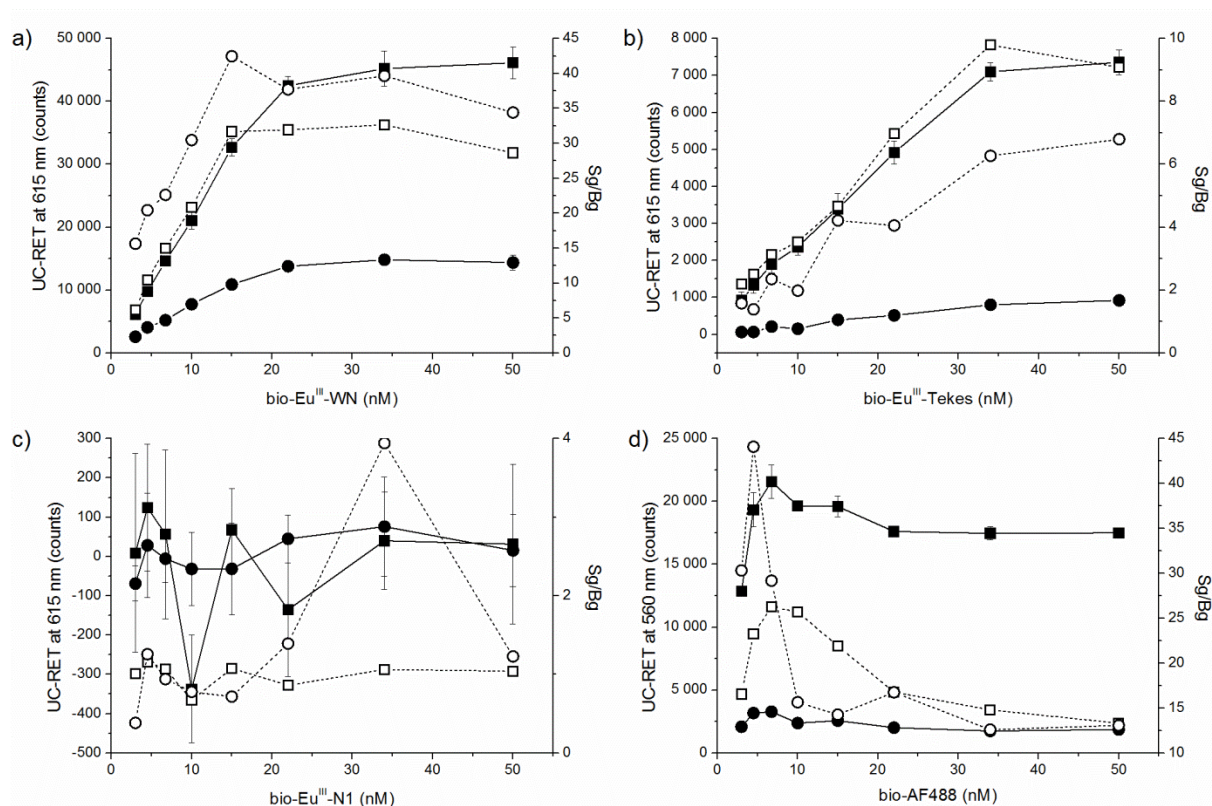 a)
50 000
40 000
30 000
20 000
10 000
0
UC-RET at 615 nm (counts)
45
40
35
30
25
20
15
10
5
0
Sg/Bg
0 10 20 30 40 50
bio-Eu^III-WN (nM)
b)
8 000
7 000
6 000
5 000
4 000
3 000
2 000
1 000
0
UC-RET at 615 nm (counts)
10
8
6
4
2
0
Sg/Bg
0 10 20 30 40 50
bio-Eu^III-Tekes (nM)
c)
300
200
100
0
-100
-200
-300
-400
-500
UC-RET at 615 nm (counts)
4
2
0
Sg/Bg
0 10 20 30 40 50
bio-Eu^III-N1 (nM)
d)
25 000
20 000
15 000
10 000
5 000
0
UC-RET at 560 nm (counts)
45
40
35
30
25
20
15
10
Sg/Bg
0 10 20 30 40 50
bio-AF488 (nM)